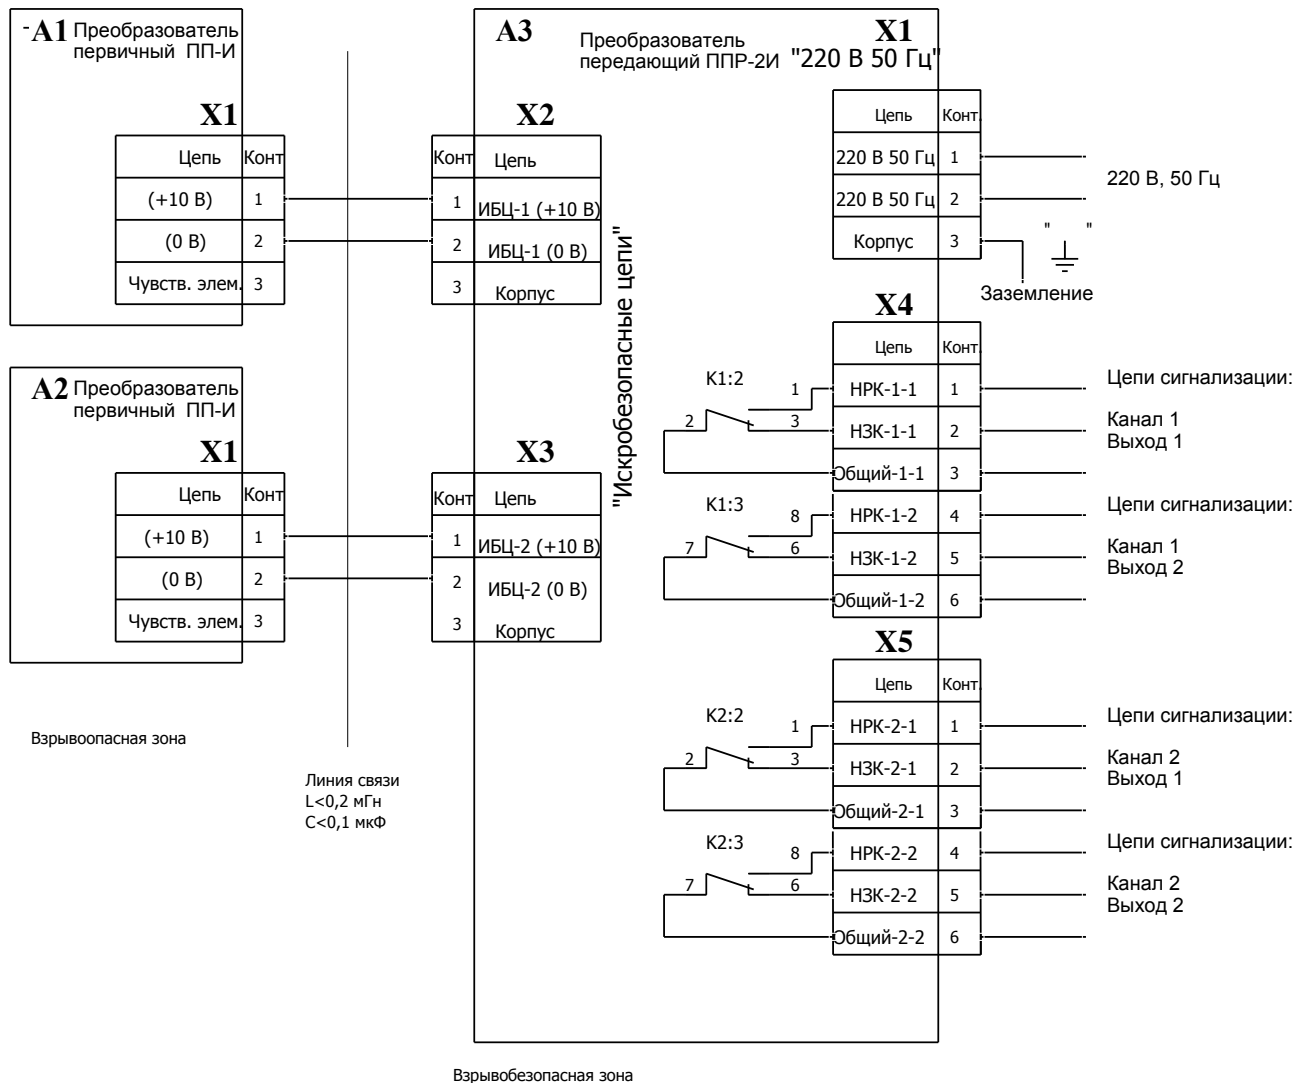 - A1 Преобразователь
первичный ПП-И
X1
Цепь Конт
(+10 В) 1
(0 В) 2
Чувств. элем. 3
A2 Преобразователь
первичный ПП-И
X1
Цепь Конт
(+10 В) 1
(0 В) 2
Чувств. элем. 3
Взрывоопасная зона
Линия связи
L<0,2 мГн
C<0,1 мкФ
A3 Преобразователь
передающий ППР-2И
X2
Конт Цепь
1 ИБЦ-1 (+10 В)
2 ИБЦ-1 (0 В)
3 Корпус
X3
Конт Цепь
1 ИБЦ-2 (+10 В)
2 ИБЦ-2 (0 В)
3 Корпус
"Искробезопасные цепи"
X1
"220 В 50 Гц"
Цепь Конт.
220 В 50 Гц 1
220 В 50 Гц 2
Корпус 3
220 В, 50 Гц
" "
Заземление
X4
Цепь Конт.
K1:2
1 НРК-1-1 1
2 3 НЗК-1-1 2
Общий-1-1 3
K1:3
8 НРК-1-2 4
7 6 НЗК-1-2 5
Общий-1-2 6
Цепи сигнализации:
Канал 1
Выход 1
Цепи сигнализации:
Канал 1
Выход 2
X5
Цепь Конт.
K2:2
1 НРК-2-1 1
2 3 НЗК-2-1 2
Общий-2-1 3
K2:3
8 НРК-2-2 4
7 6 НЗК-2-2 5
Общий-2-2 6
Цепи сигнализации:
Канал 2
Выход 1
Цепи сигнализации:
Канал 2
Выход 2
Взрывобезопасная зона